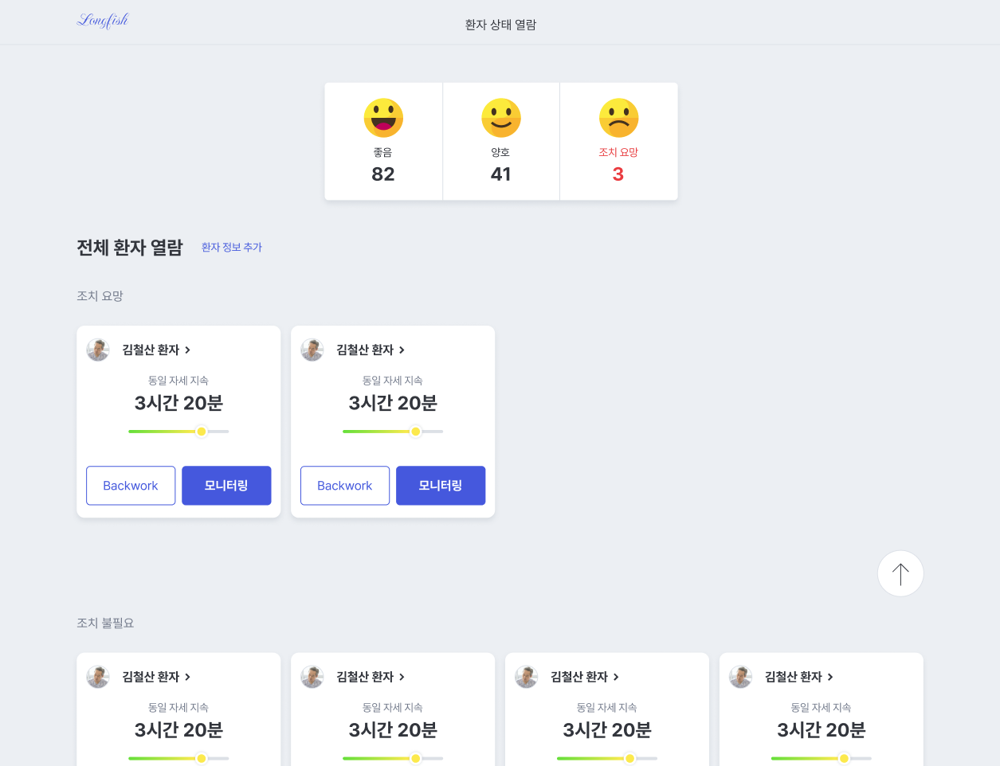 Longfish
환자 상태 열람
좋음
82
양호
41
조치 요망
3
전체 환자 열람
환자 정보 추가
조치 요망
김철산 환자
동일 자세 지속
3시간 20분
Backwork
모니터링
김철산 환자
동일 자세 지속
3시간 20분
Backwork
모니터링
조치 불필요
김철산 환자
동일 자세 지속
3시간 20분
김철산 환자
동일 자세 지속
3시간 20분
김철산 환자
동일 자세 지속
3시간 20분
김철산 환자
동일 자세 지속
3시간 20분